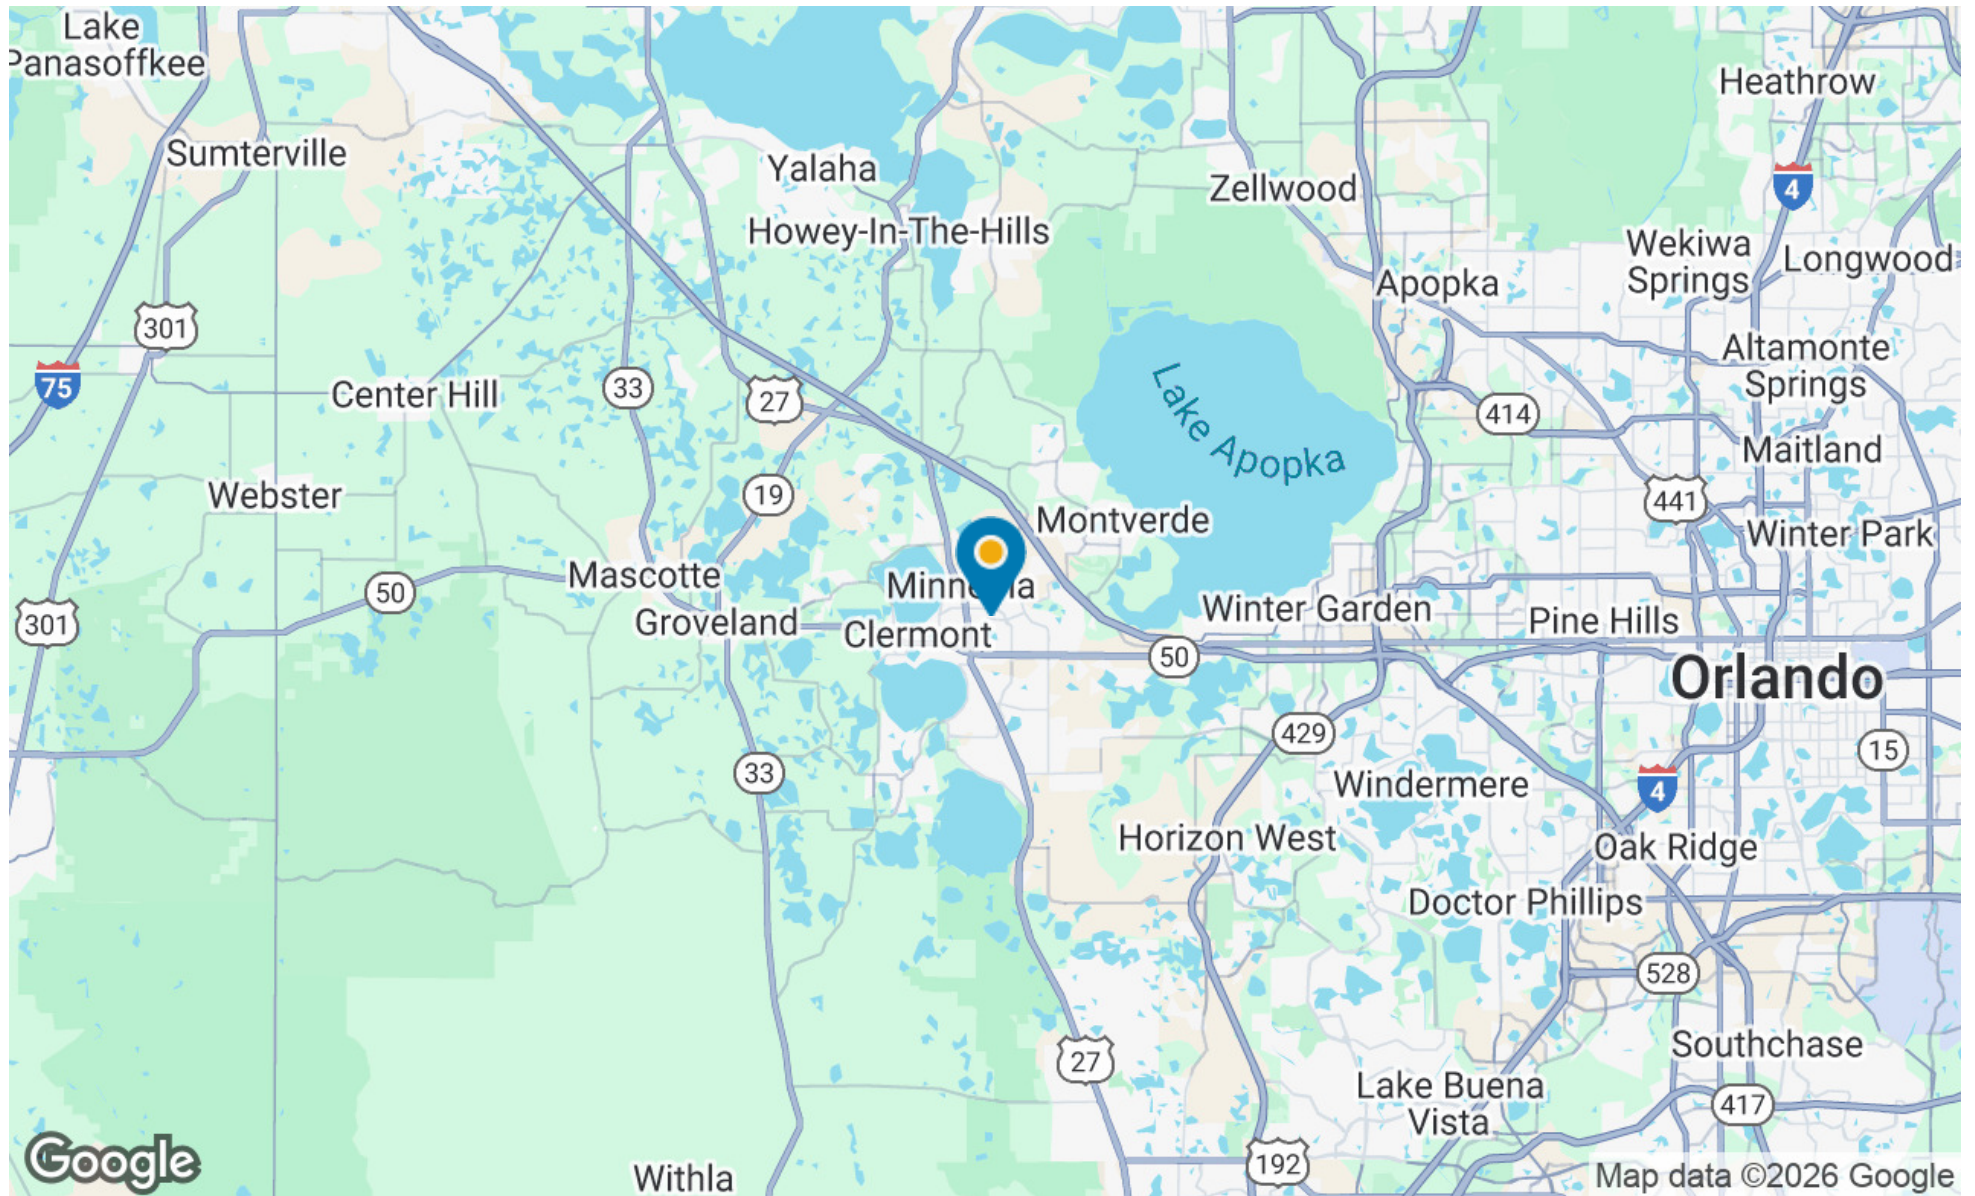 Lake
Panasoffkee
Heathrow
Sumterville
Yalaha
Zellwood
4
Howey-In-The-Hills
Wekiwa
Springs
Longwood
Apopka
301
Altamonte
Springs
75
Center Hill
33
27
Lake Apopka
414
Maitland
Webster
19
441
Montverde
Winter Park
Mascotte
50
301
Groveland
Clermont
Winter Garden
Pine Hills
50
Orlando
429
15
33
Windermere
4
Horizon West
Oak Ridge
Doctor Phillips
528
27
Southchase
Lake Buena
Vista
417
Google
Withla
192
Map data ©2026 Google